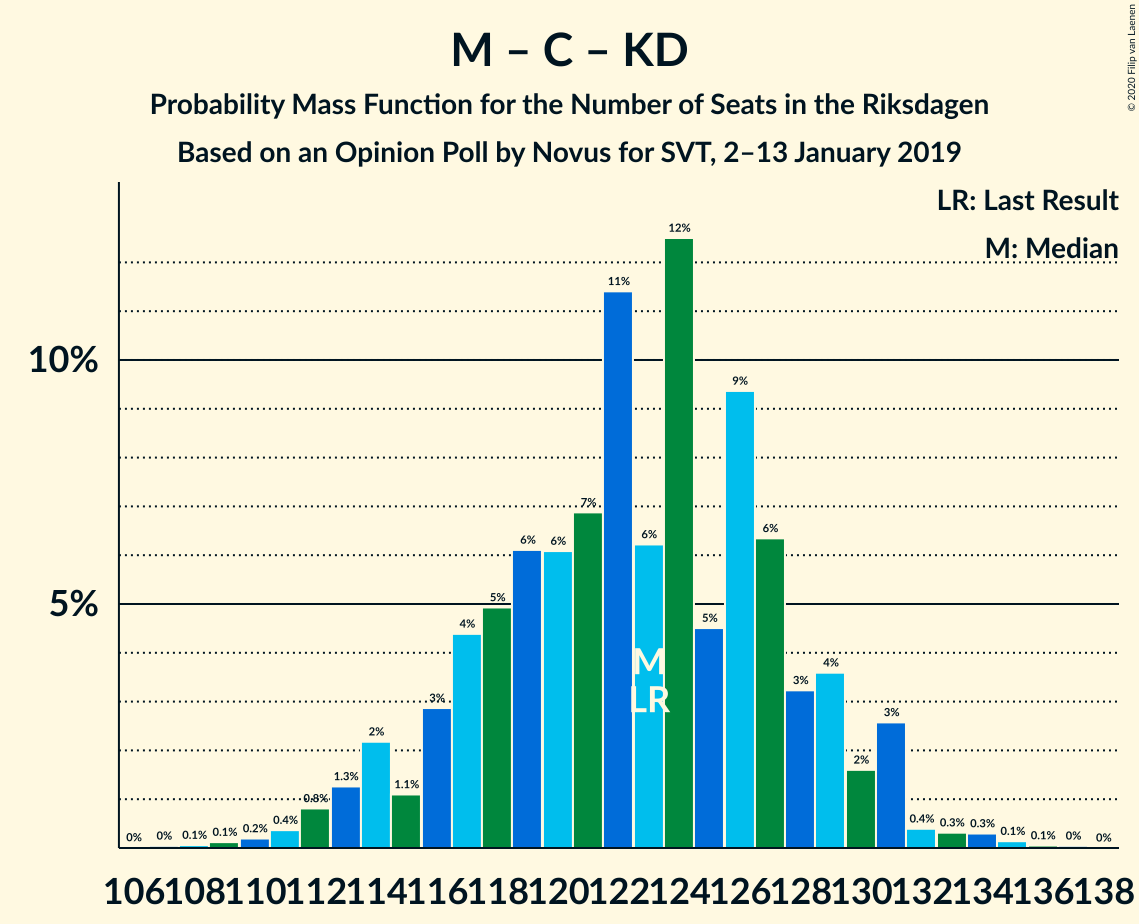 © 2020 Filip van Laenen
M – C – KD
Probability Mass Function for the Number of Seats in the Riksdagen
Based on an Opinion Poll by Novus for SVT, 2–13 January 2019
LR: Last Result
M: Median
10%
5%
0% 0% 0.1% 0.1% 0.2% 0.4% 0.8% 1.3% 2% 1.1% 3% 4% 5% 6% 6% 7% 11% 6% 12% 5% 9% 6% 3% 4% 2% 3% 0.4% 0.3% 0.3% 0.1% 0.1% 0% 0%
M
LR
106 108 110 112 114 116 118 120 122 124 126 128 130 132 134 136 138